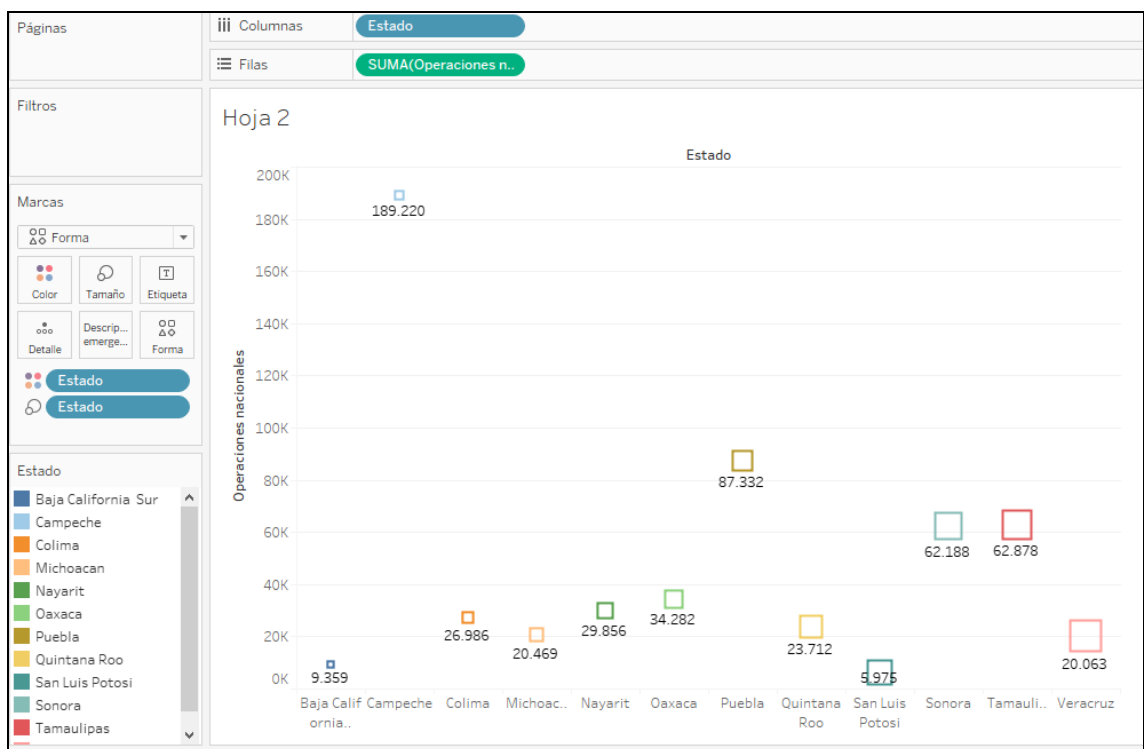 Páginas
Columnas
Estado
Filas
SUMA(Operaciones n..
Filtros
Marcas
Forma
Color
Tamaño
Etiqueta
Detalle
Descrip...
emerge...
Forma
Estado
Estado
Estado
Baja California Sur
Campeche
Colima
Michoacan
Nayarit
Oaxaca
Puebla
Quintana Roo
San Luis Potosi
Sonora
Tamaulipas
Hoja 2
Estado
Operaciones nacionales
200K
180K
160K
140K
120K
100K
80K
60K
40K
20K
0K
9.359
189.220
26.986
20.469
29.856
34.282
87.332
23.712
5.975
62.188
62.878
20.063
Baja Calif
ornia..
Campeche
Colima
Michoac..
Nayarit
Oaxaca
Puebla
Quintana
Roo
San Luis
Potosi
Sonora
Tamauli..
Veracruz